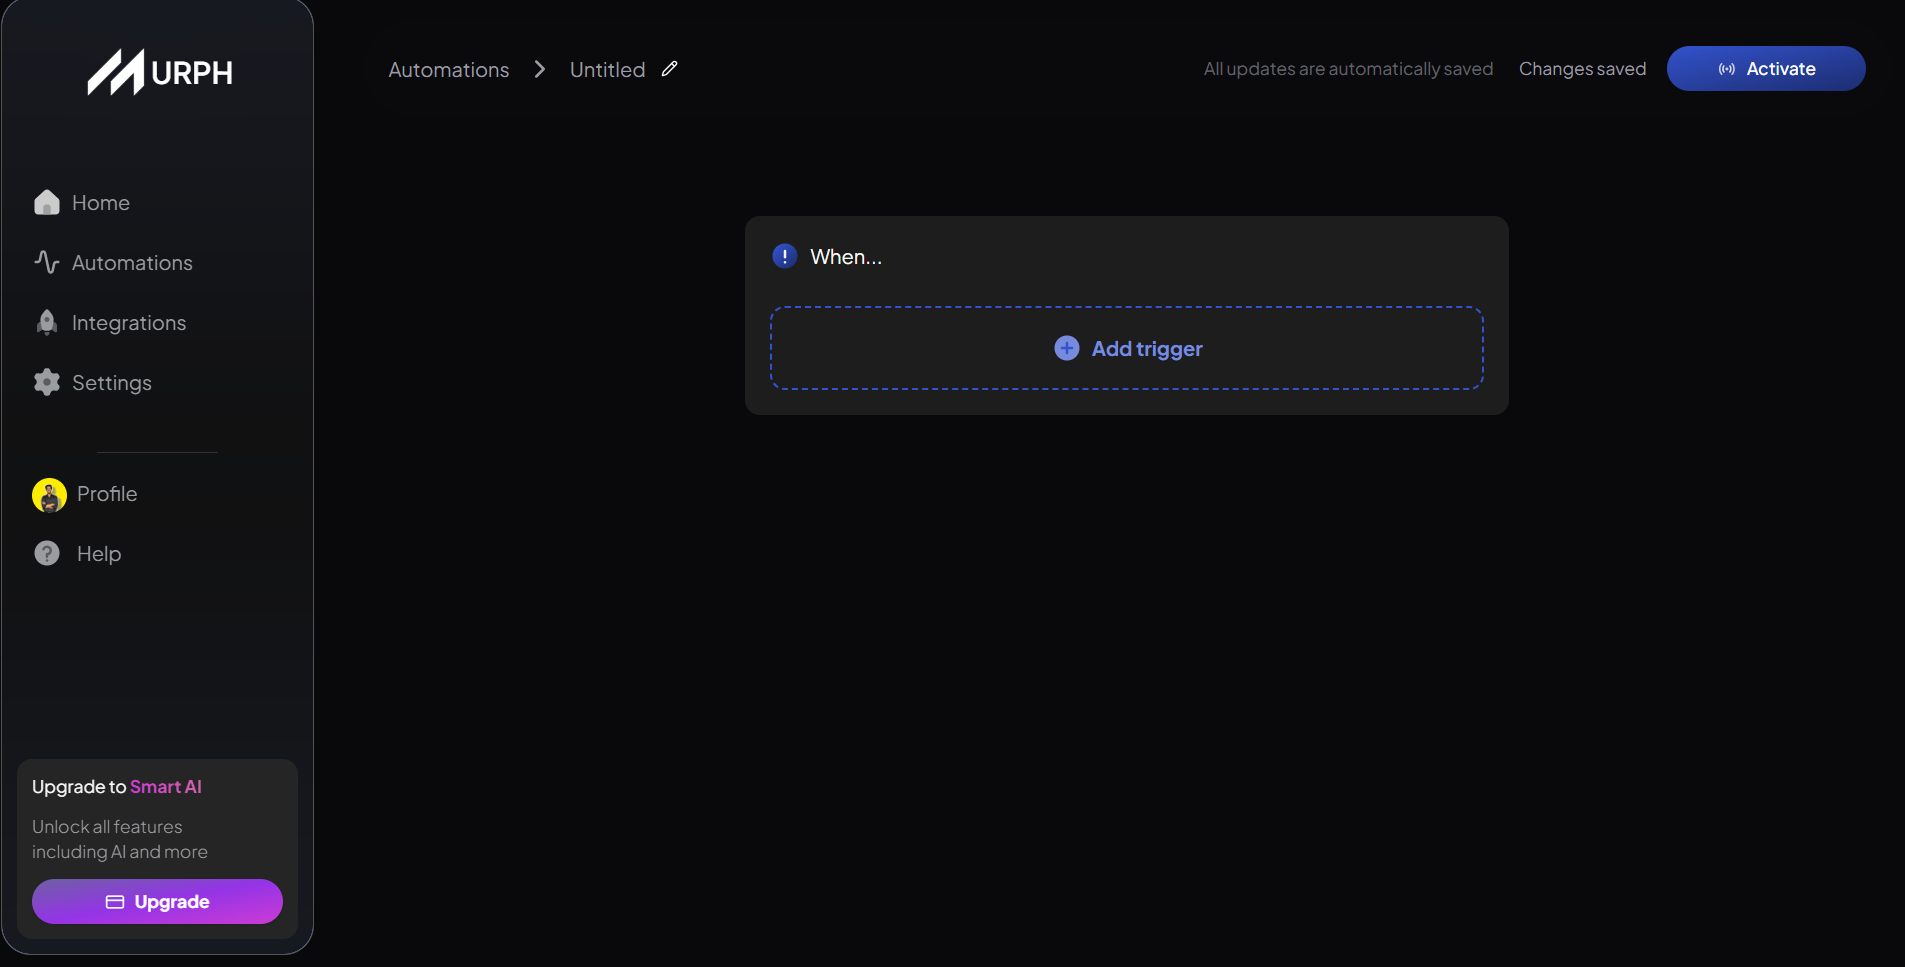 MURPH
Home
Automations
Integrations
Settings
Profile
Help
Upgrade to Smart AI
Unlock all features
including AI and more
Upgrade
Automations > Untitled
All updates are automatically saved
Changes saved
Activate
When...
Add trigger